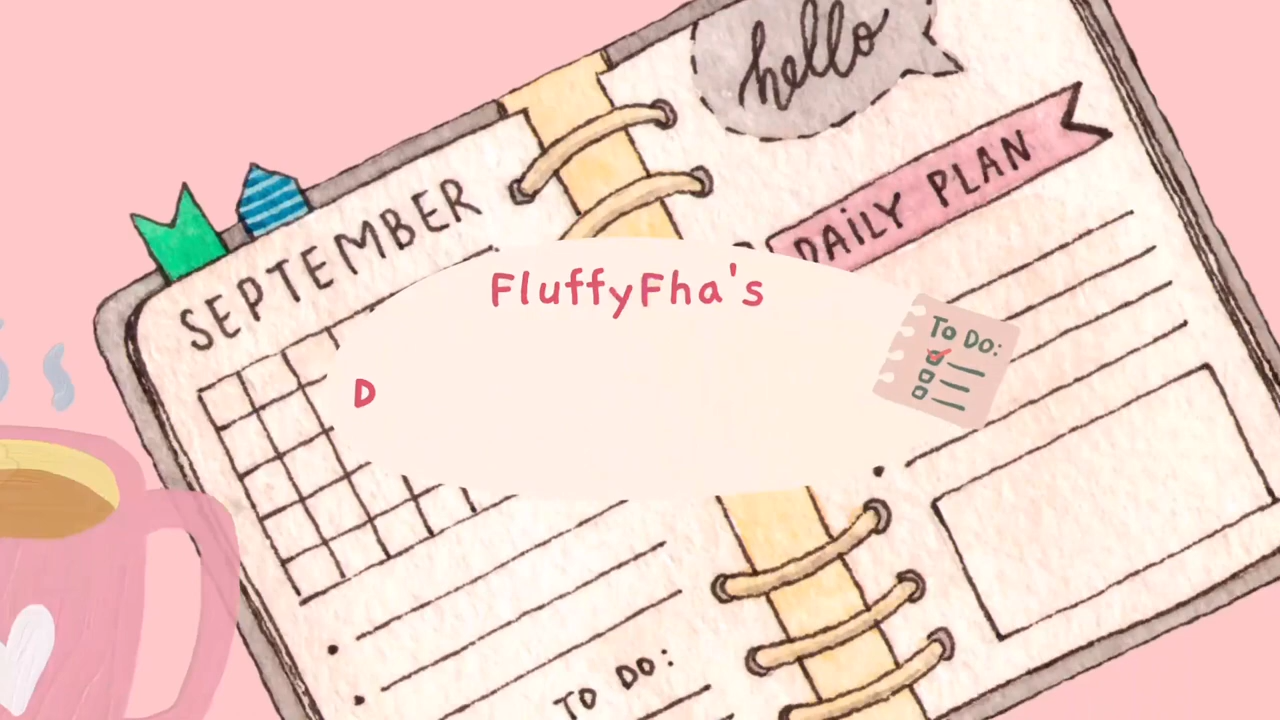 hello
SEPTEMBER
DAILY PLAN
FluffyFha's
To Do:
D
TO DO: